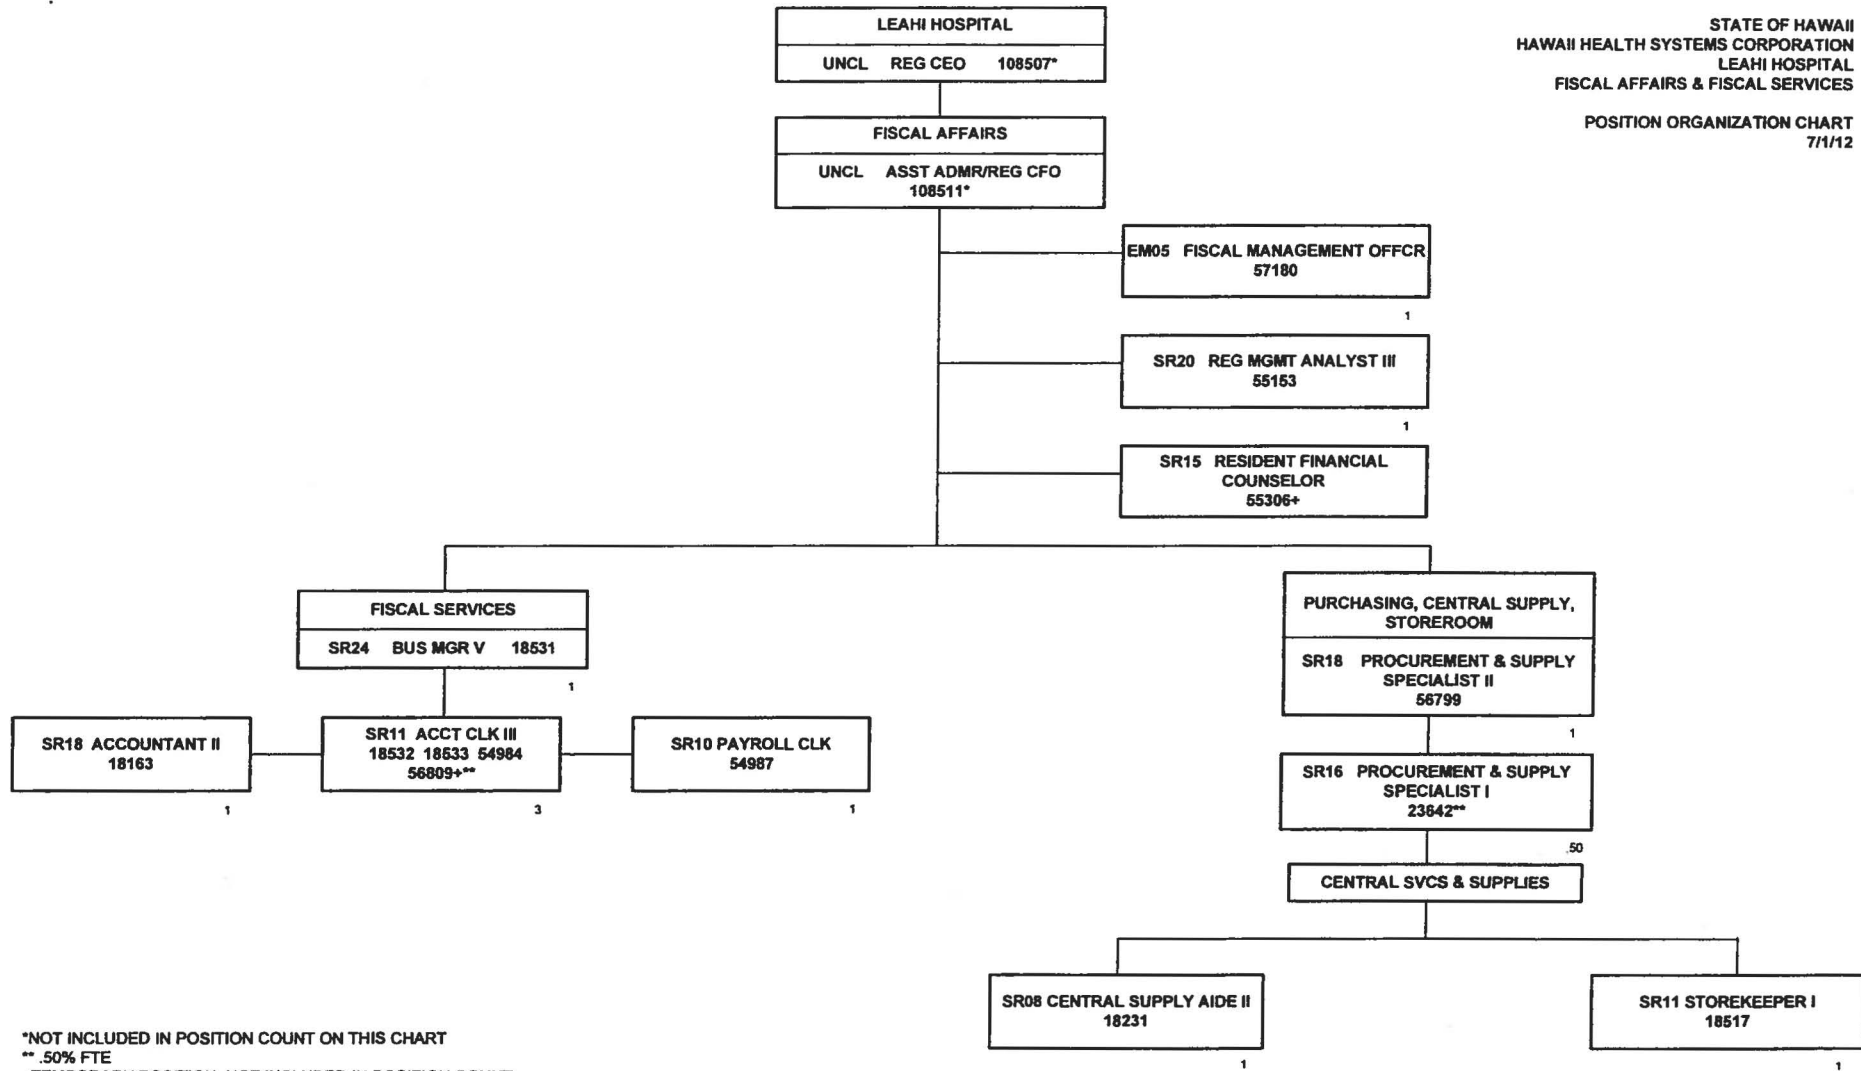 LEAHI HOSPITAL
UNCL REG CEO 108507*
STATE OF HAWAII
HAWAII HEALTH SYSTEMS CORPORATION
LEAHI HOSPITAL
FISCAL AFFAIRS & FISCAL SERVICES
POSITION ORGANIZATION CHART
7/1/12
FISCAL AFFAIRS
UNCL ASST ADMR/REG CFO
108511*
EM05 FISCAL MANAGEMENT OFFCR
57180
1
SR20 REG MGMT ANALYST III
55153
1
SR15 RESIDENT FINANCIAL
COUNSELOR
55306+
FISCAL SERVICES
SR24 BUS MGR V 18531
1
SR18 ACCOUNTANT II
18163
1
SR11 ACCT CLK III
18532 18533 54984
56809+**
3
SR10 PAYROLL CLK
54987
1
PURCHASING, CENTRAL SUPPLY,
STOREROOM
SR18 PROCUREMENT & SUPPLY
SPECIALIST II
56799
1
SR16 PROCUREMENT & SUPPLY
SPECIALIST I
23642**
.50
CENTRAL SVCS & SUPPLIES
SR08 CENTRAL SUPPLY AIDE II
18231
1
SR11 STOREKEEPER I
18517
1
*NOT INCLUDED IN POSITION COUNT ON THIS CHART
** .50% FTE